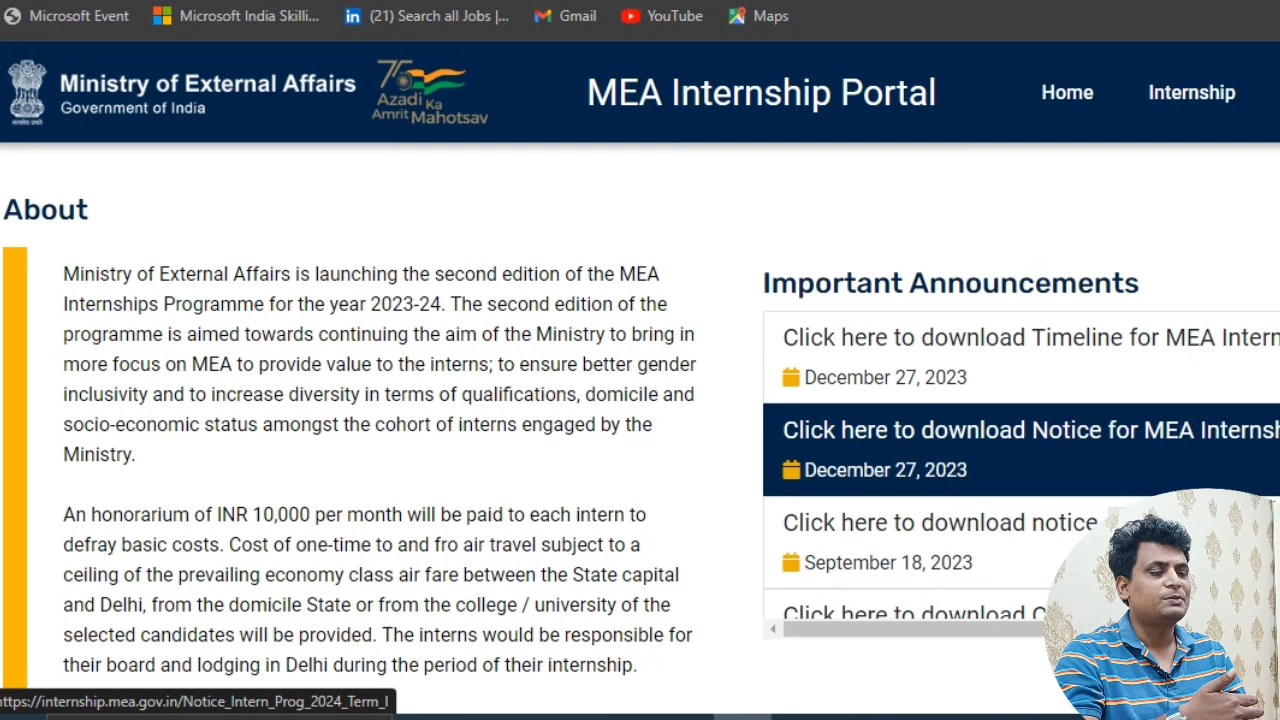 Microsoft Event
Microsoft India Skilli...
(21) Search all Jobs |...
Gmail
YouTube
Maps
Ministry of External Affairs
Government of India
75
Azadi Ka
Amrit Mahotsav
MEA Internship Portal
Home
Internship
About
Ministry of External Affairs is launching the second edition of the MEA
Internships Programme for the year 2023-24. The second edition of the
programme is aimed towards continuing the aim of the Ministry to bring in
more focus on MEA to provide value to the interns; to ensure better gender
inclusivity and to increase diversity in terms of qualifications, domicile and
socio-economic status amongst the cohort of interns engaged by the
Ministry.
An honorarium of INR 10,000 per month will be paid to each intern to
defray basic costs. Cost of one-time to and fro air travel subject to a
ceiling of the prevailing economy class air fare between the State capital
and Delhi, from the domicile State or from the college / university of the
selected candidates will be provided. The interns would be responsible for
their board and lodging in Delhi during the period of their internship.
Important Announcements
Click here to download Timeline for MEA Intern
December 27, 2023
Click here to download Notice for MEA Internsh
December 27, 2023
Click here to download notice
September 18, 2023
Click here to download C
https://internship.mea.gov.in/Notice_Intern_Prog_2024_Term_I